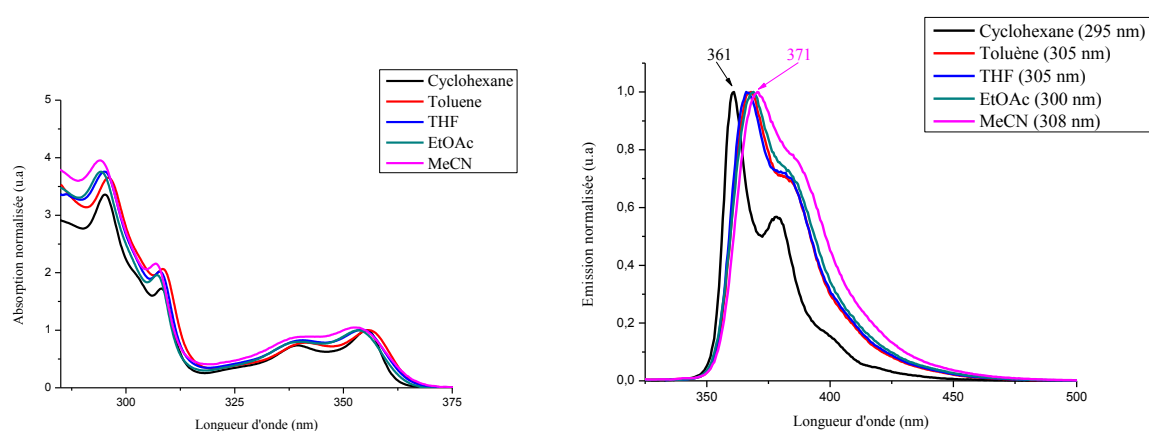 Cyclohexane
Toluene
THF
EtOAc
MeCN
Absorption normalisée (u.a)
5
4
3
2
1
0
300 325 350 375
Longueur d'onde (nm)
Cyclohexane (295 nm)
Toluène (305 nm)
THF (305 nm)
EtOAc (300 nm)
MeCN (308 nm)
361 371
Emission normalisée (u.a)
1,0
0,8
0,6
0,4
0,2
0,0
350 400 450 500
Longueur d'onde (nm)